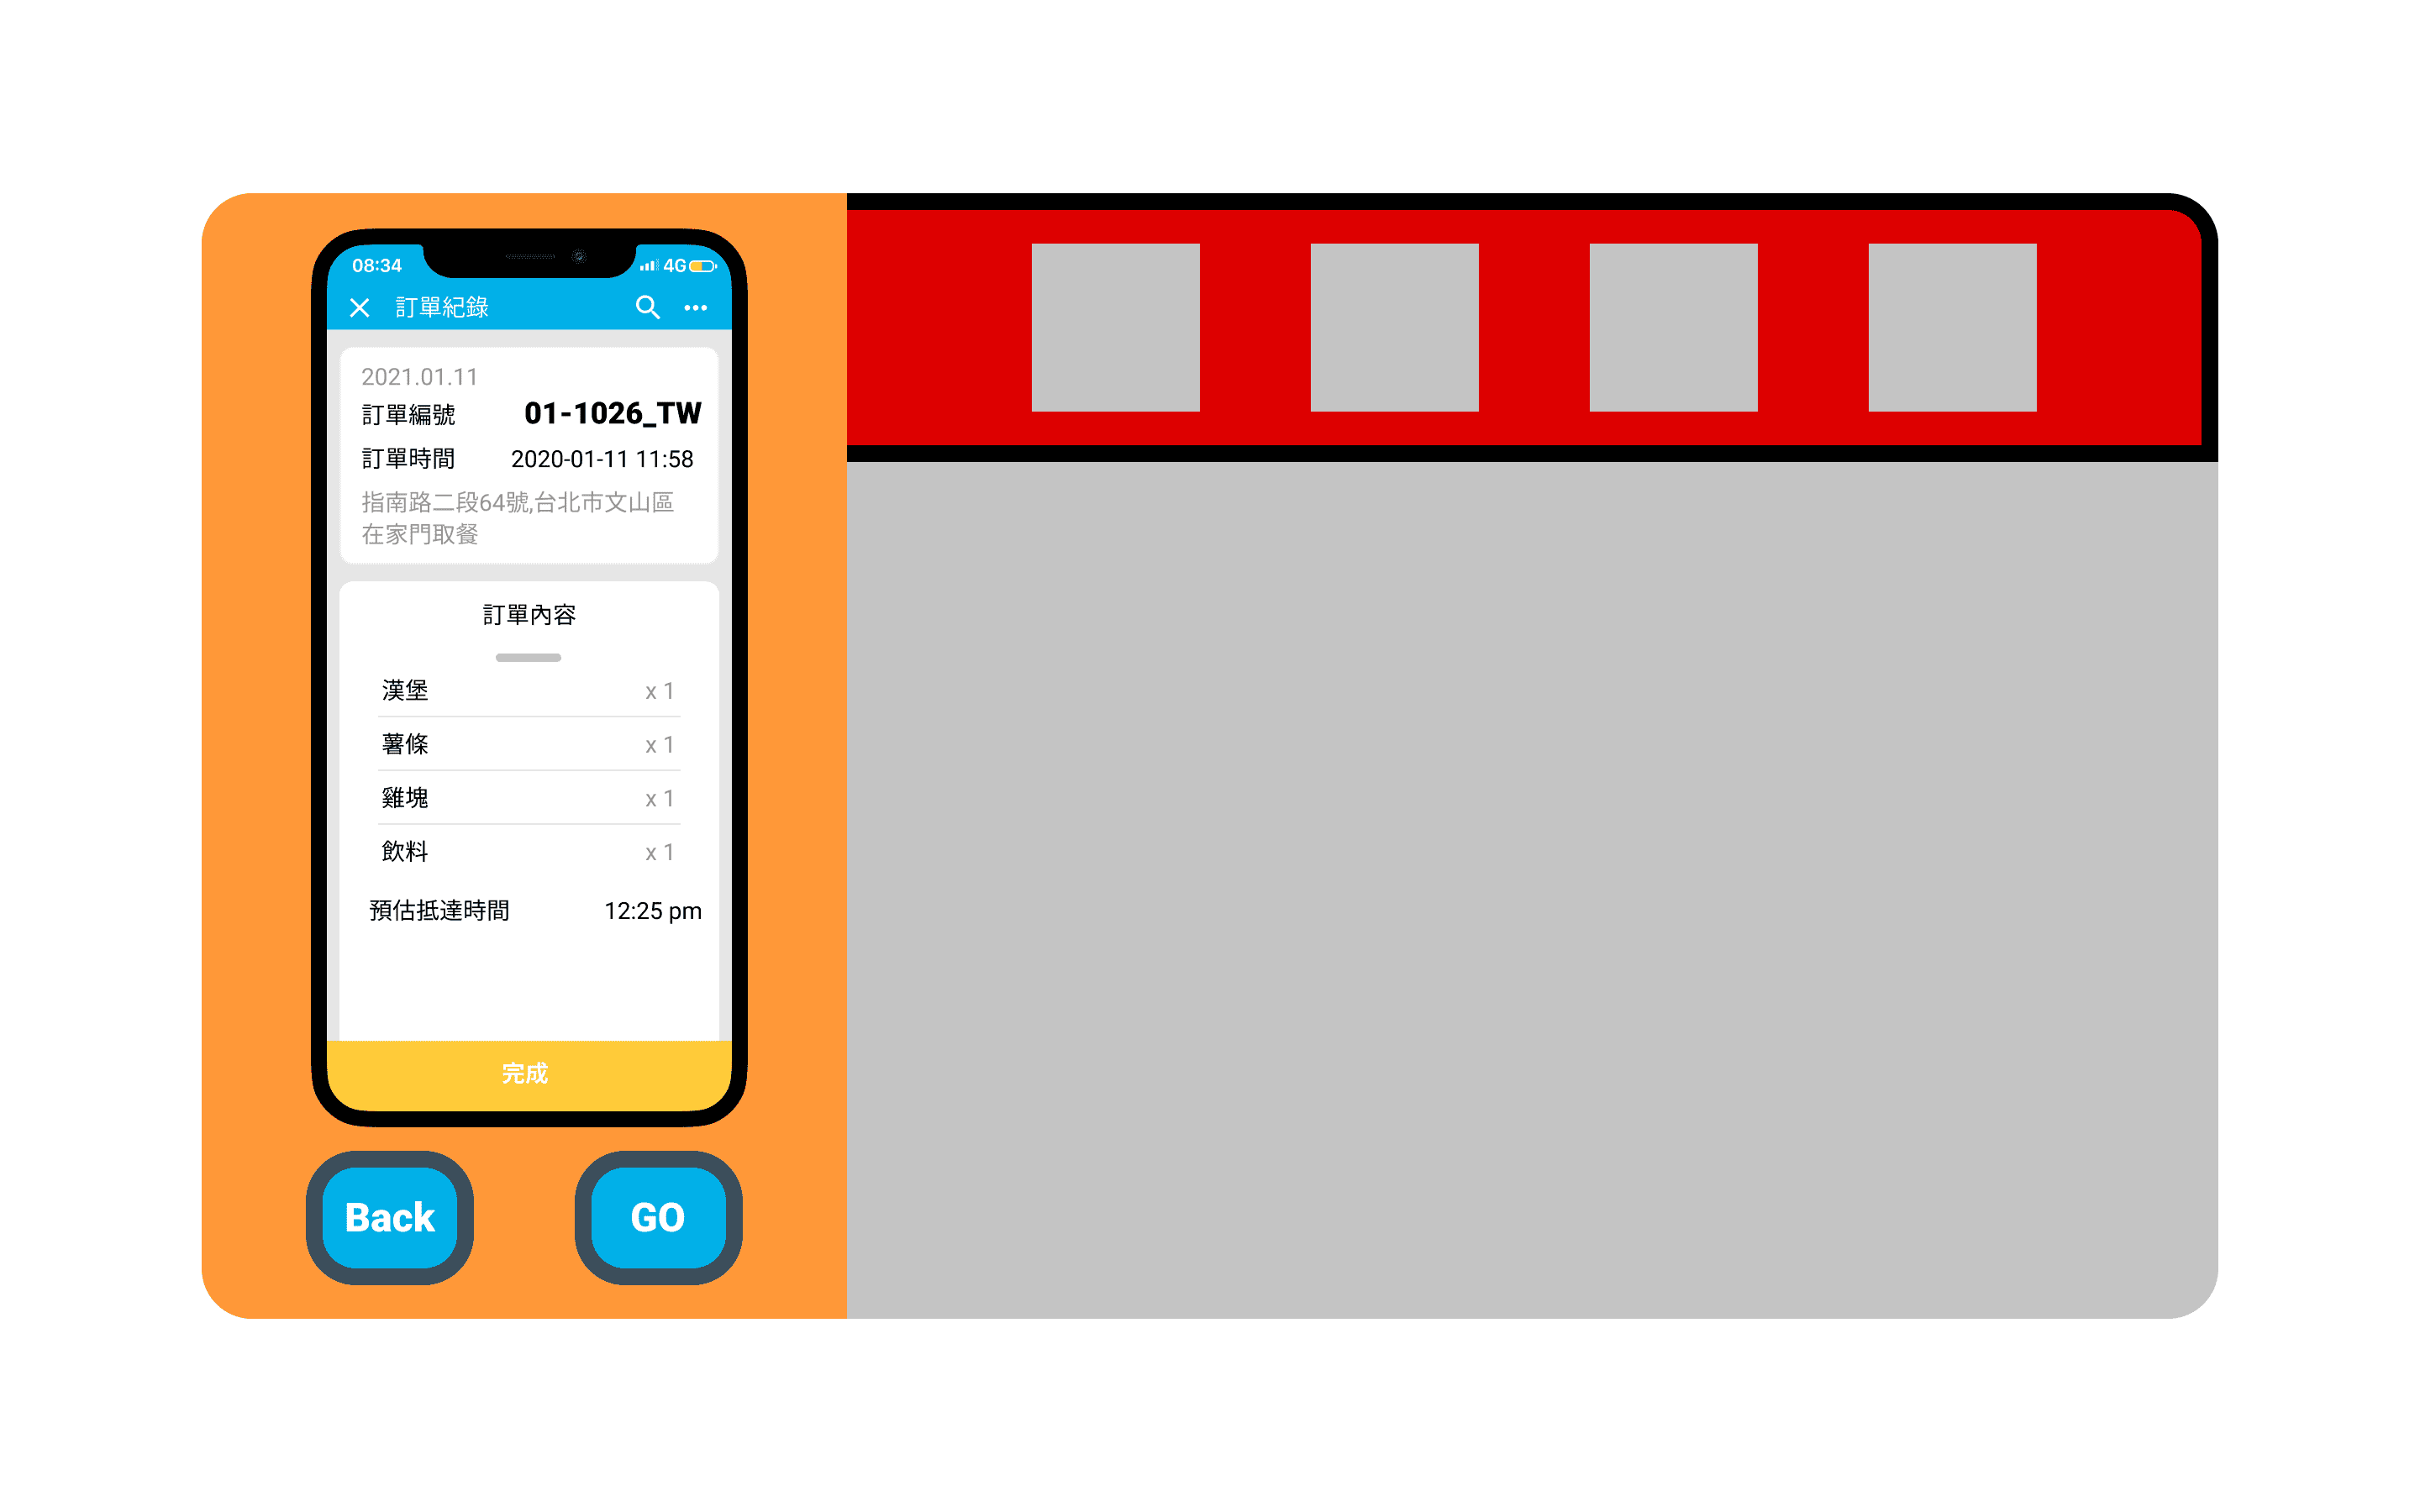 08:34 4G
訂單紀錄
2021.01.11
訂單編號 01-1026_TW
訂單時間 2020-01-11 11:58
指南路二段64號,台北市文山區
在家門取餐
訂單內容
漢堡 x 1
薯條 x 1
雞塊 x 1
飲料 x 1
預估抵達時間 12:25 pm
完成
Back GO